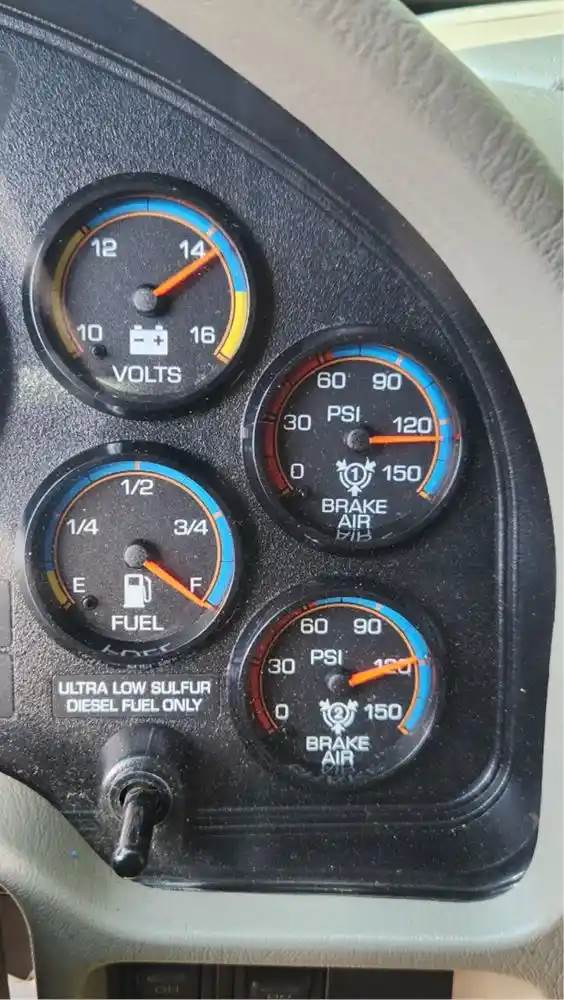 12 14
10 16
VOLTS
60 90
30 PSI 120
0 150
1
BRAKE
AIR
1/2
1/4 3/4
E F
FUEL
60 90
30 PSI 120
0 150
2
BRAKE
AIR
ULTRA LOW SULFUR
DIESEL FUEL ONLY